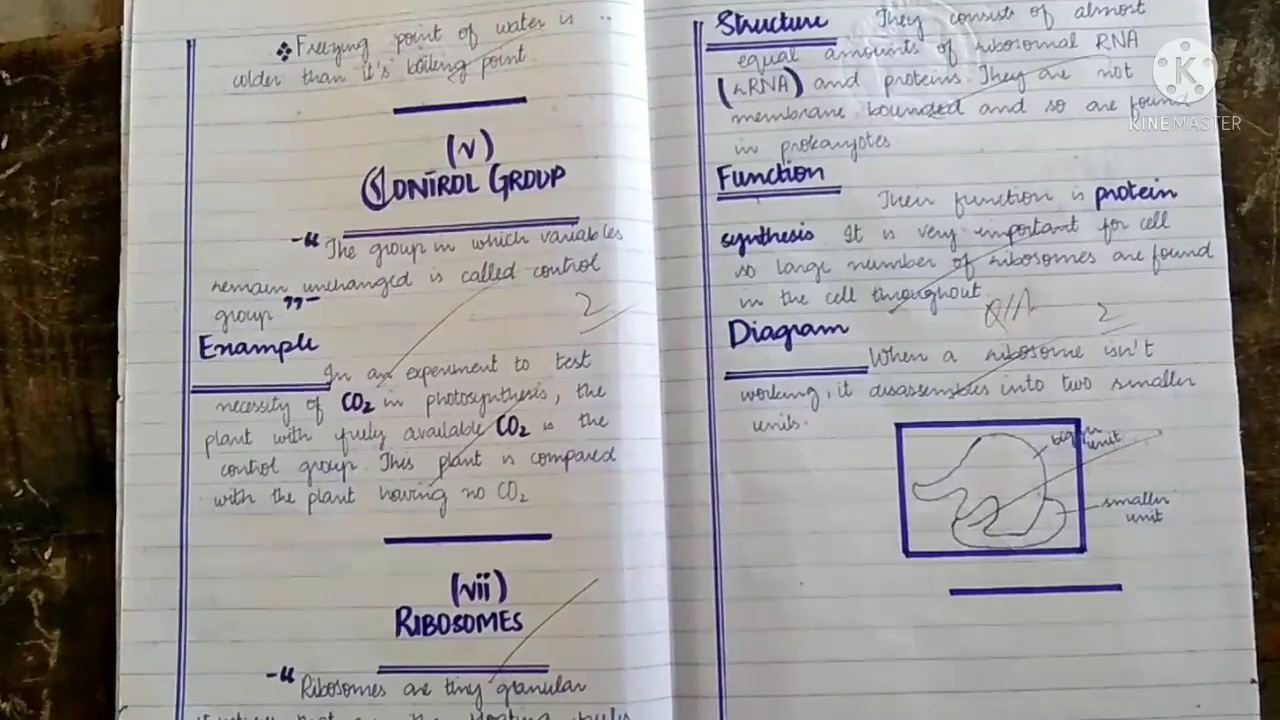 ❖ Freezing point of water is
colder than it's boiling point
(v)
CONTROL GROUP
-“ The group in which variables
remain unchanged is called control
group ”-
2
Example
In an experiment to test
necessity of CO2 in photosynthesis, the
plant with freely available CO2 is the
control group. This plant is compared
with the plant having no CO2
(vii)
RIBOSOMES
-“ Ribosomes are tiny granular
Structure They consists of almost
equal amounts of ribosomal RNA
(rRNA) and proteins. They are not
membrane bounded and so are found
in prokaryotes
Function
Their function is protein
synthesis It is very important for cell
so large number of ribosomes are found
in the cell throughout
2
Diagram
When a ribosome isn't
working, it disassembles into two smaller
units.
unit
smaller
unit
KINEMASTER